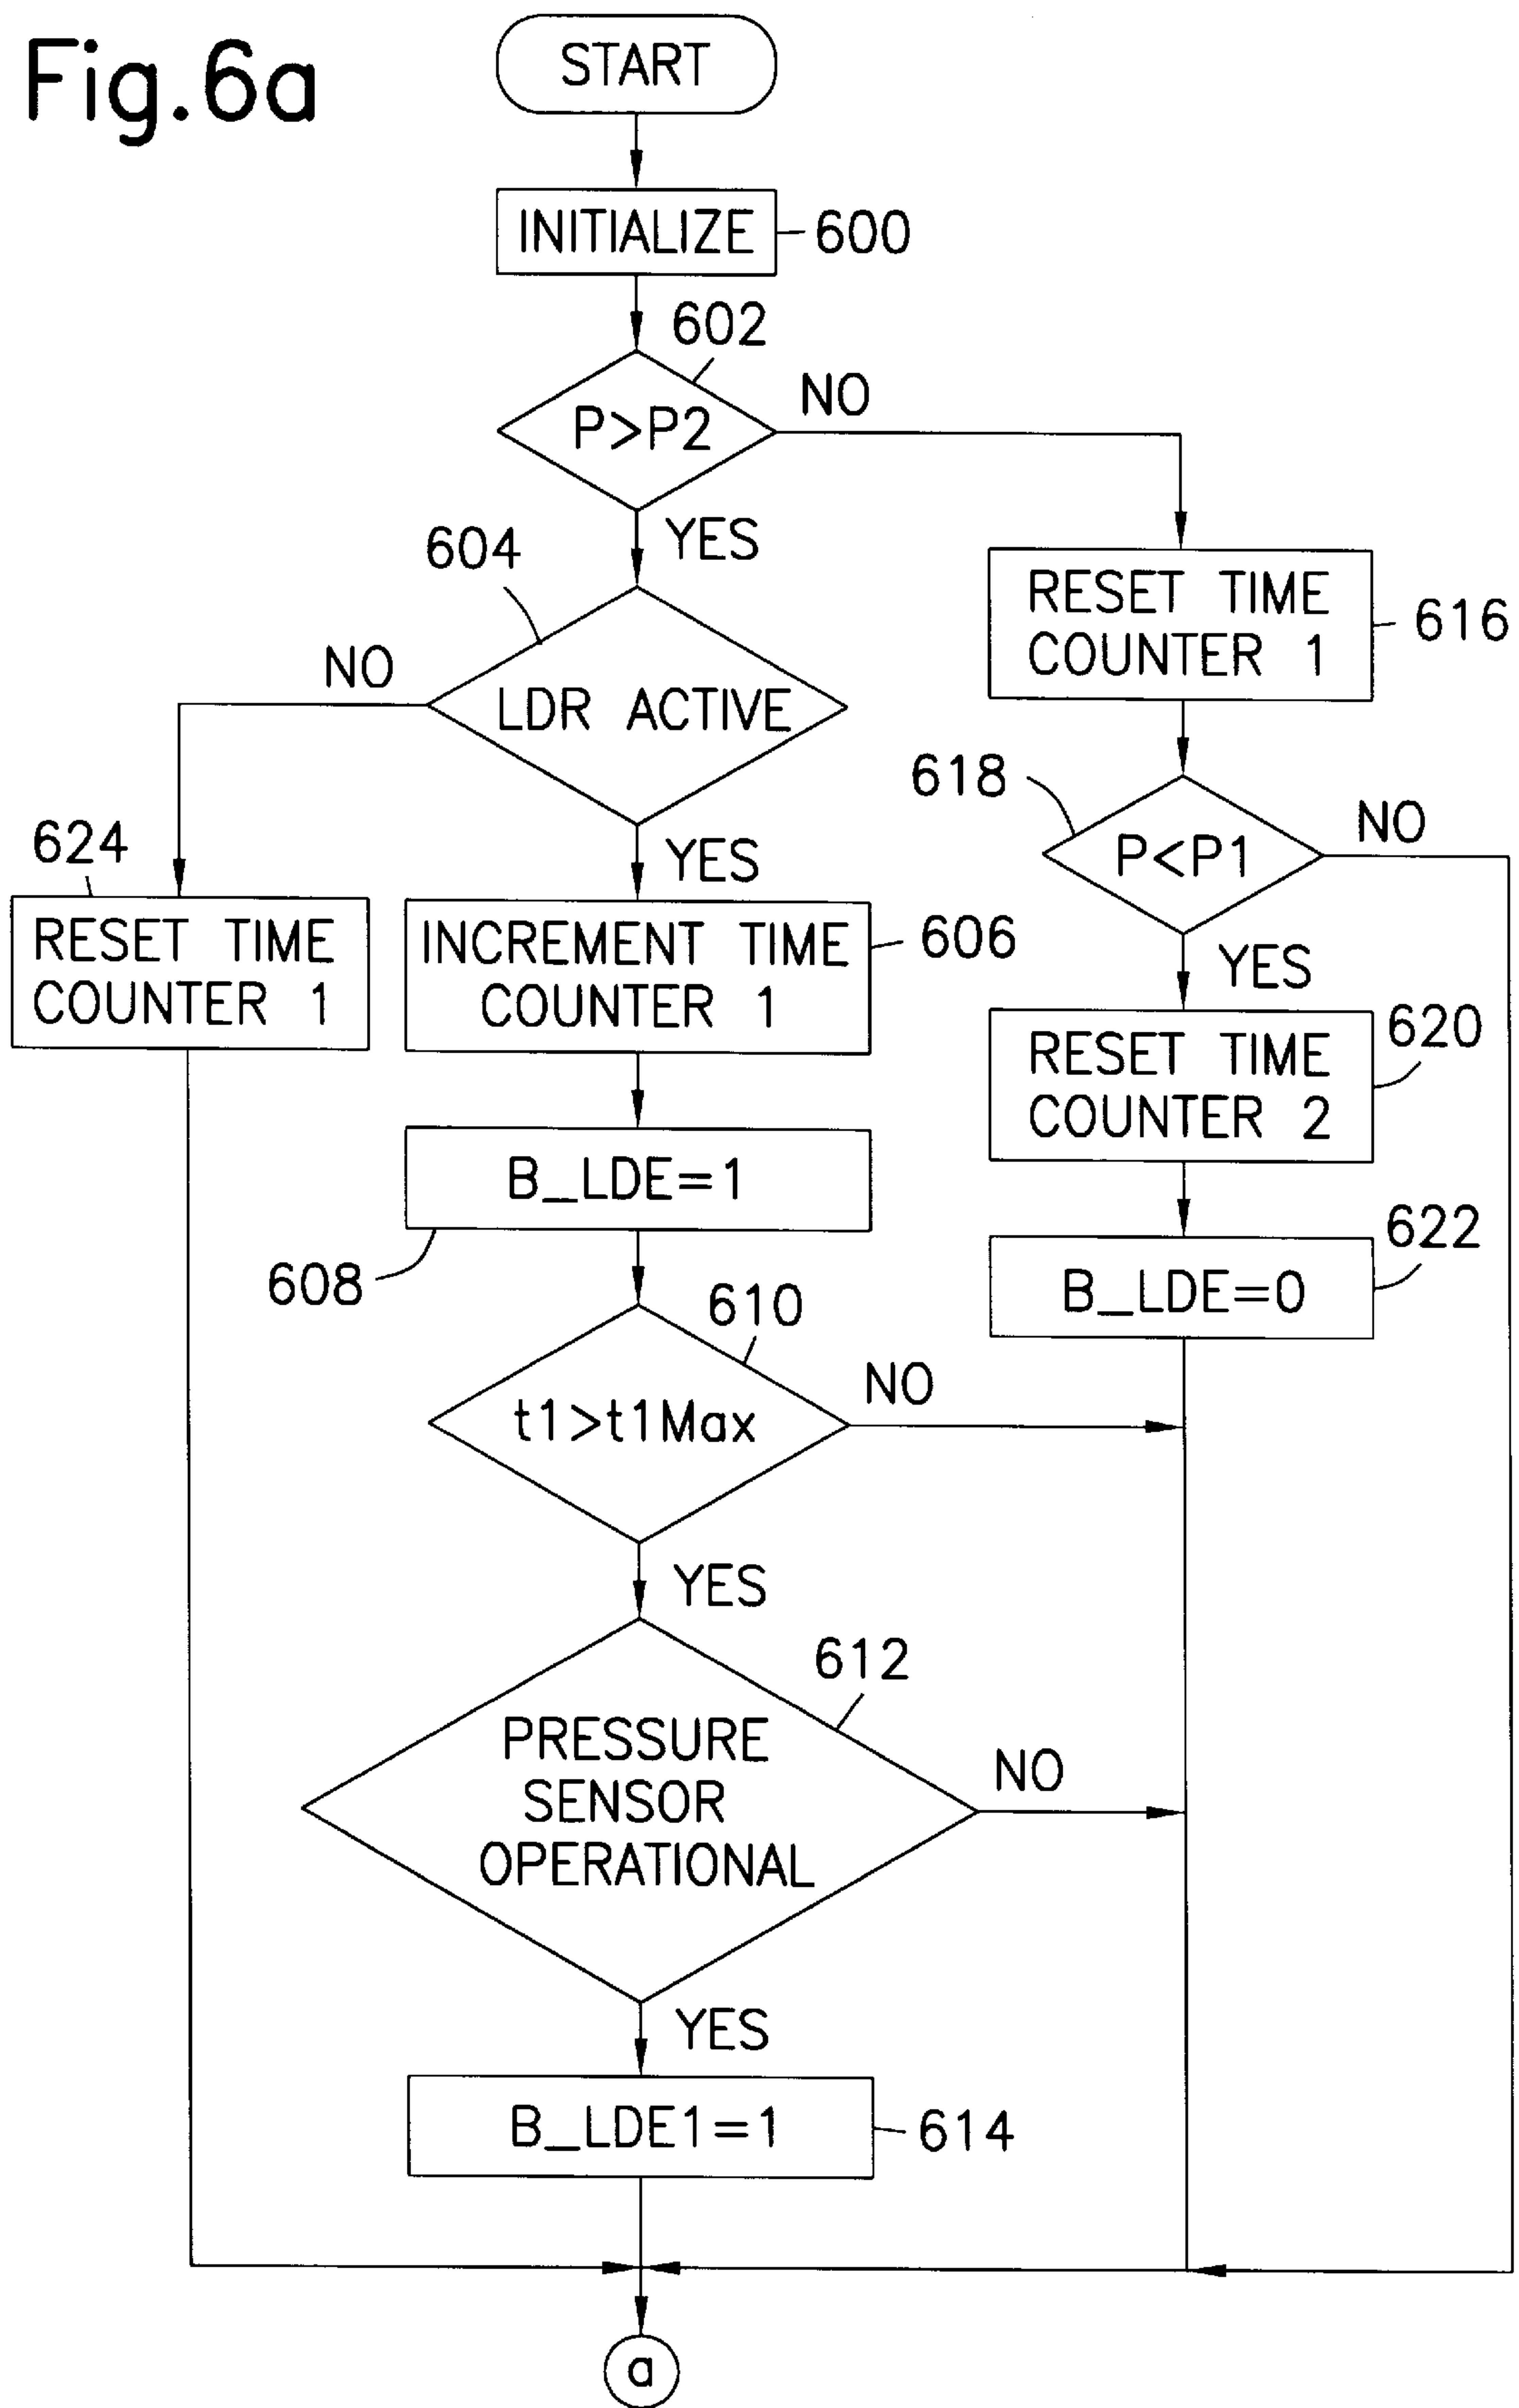 Fig.6a
START
INITIALIZE
600
602
P>P2
NO
YES
604
LDR ACTIVE
NO
YES
RESET TIME
COUNTER 1
616
618
P<P1
NO
YES
624
RESET TIME
COUNTER 1
INCREMENT TIME
COUNTER 1
606
RESET TIME
COUNTER 2
620
B_LDE=1
608
B_LDE=0
622
610
t1>t1Max
NO
YES
612
PRESSURE
SENSOR
OPERATIONAL
NO
YES
B_LDE1=1
614
a